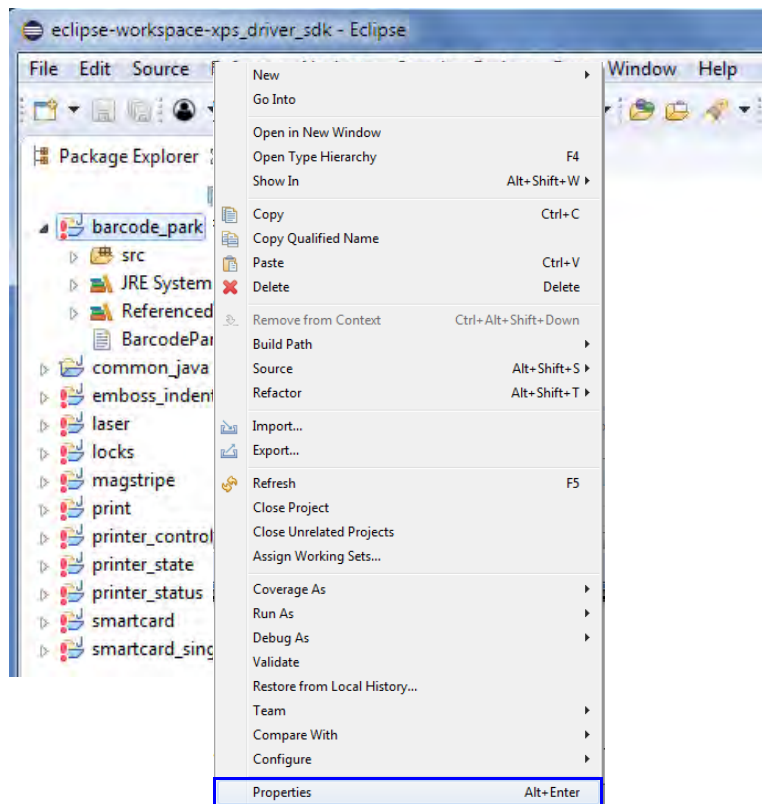 eclipse-workspace-xps_driver_sdk - Eclipse
File Edit Source Window Help
Package Explorer
barcode_park
src
JRE System
Referenced
BarcodePar
common_java
emboss_indent
laser
locks
magstripe
print
printer_control
printer_state
printer_status
smartcard
smartcard_sing
New
Go Into
Open in New Window
Open Type Hierarchy F4
Show In Alt+Shift+W
Copy Ctrl+C
Copy Qualified Name
Paste Ctrl+V
Delete Delete
Remove from Context Ctrl+Alt+Shift+Down
Build Path
Source Alt+Shift+S
Refactor Alt+Shift+T
Import...
Export...
Refresh F5
Close Project
Close Unrelated Projects
Assign Working Sets...
Coverage As
Run As
Debug As
Validate
Restore from Local History...
Team
Compare With
Configure
Properties Alt+Enter